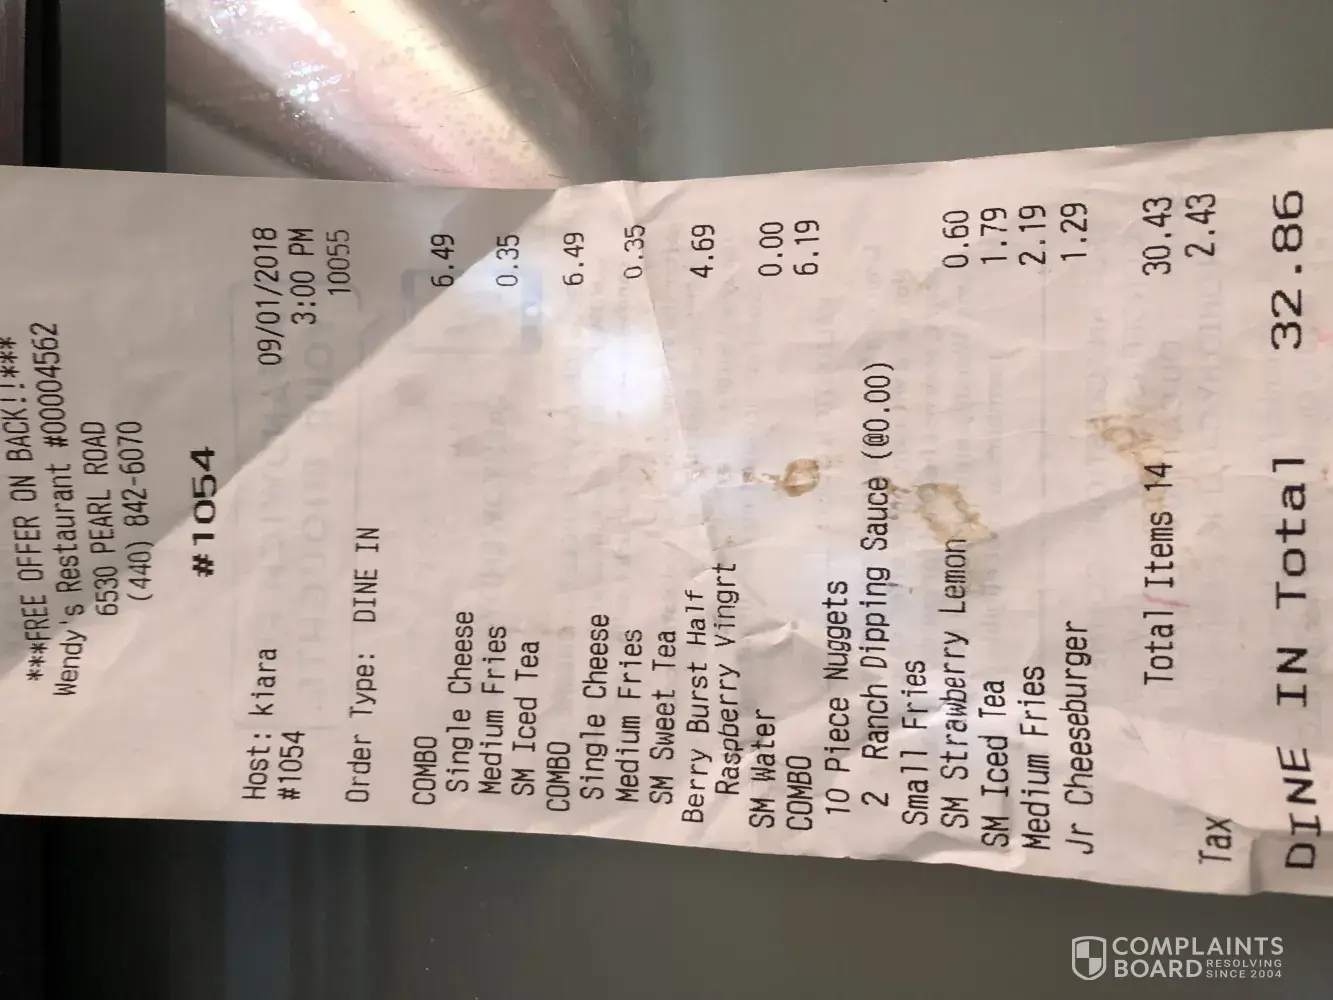 ***FREE OFFER ON BACK!!***
Wendy's Restaurant #00004562
6530 PEARL ROAD
(440) 842-6070
#1054
Host: kiara 09/01/2018
#1054 3:00 PM
10055
Order Type: DINE IN
COMBO 6.49
Single Cheese
Medium Fries 0.35
SM Iced Tea
COMBO 6.49
Single Cheese
Medium Fries 0.35
SM Sweet Tea
Berry Burst Half 4.69
Raspberry Vingrt
SM Water 0.00
COMBO 6.19
10 Piece Nuggets
2 Ranch Dipping Sauce (@0.00)
Small Fries
SM Strawberry Lemon 0.60
SM Iced Tea 1.79
Medium Fries 2.19
Jr Cheeseburger 1.29
Total Items 14 30.43
Tax 2.43
DINE IN Total 32.86
COMPLAINTS
BOARD RESOLVING
SINCE 2004